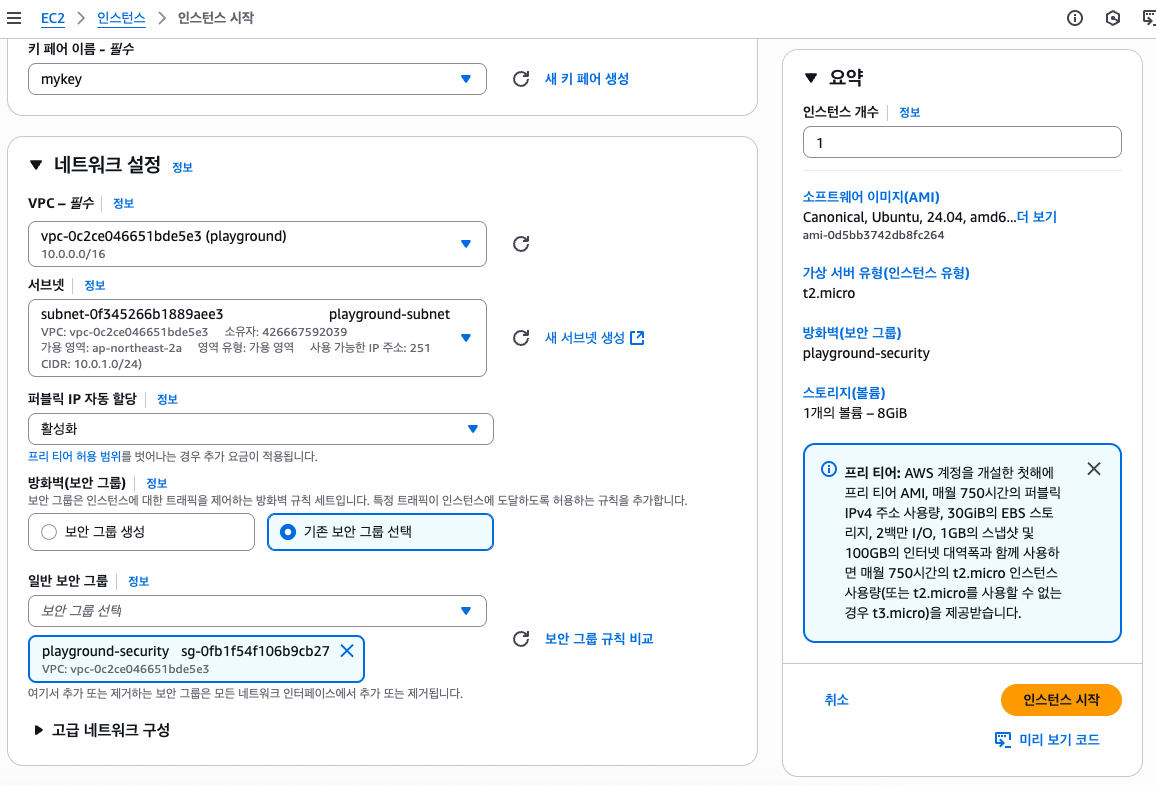 EC2 > 인스턴스 > 인스턴스 시작
키 페어 이름 - 필수
mykey
새 키 페어 생성
네트워크 설정 정보
VPC – 필수 정보
vpc-0c2ce046651bde5e3 (playground)
10.0.0.0/16
서브넷 정보
subnet-0f345266b1889aee3 playground-subnet
VPC: vpc-0c2ce046651bde5e3 소유자: 426667592039
가용 영역: ap-northeast-2a 영역 유형: 가용 영역 사용 가능한 IP 주소: 251
CIDR: 10.0.1.0/24)
새 서브넷 생성
퍼블릭 IP 자동 할당 정보
활성화
프리 티어 허용 범위를 벗어나는 경우 추가 요금이 적용됩니다.
방화벽(보안 그룹) 정보
보안 그룹은 인스턴스에 대한 트래픽을 제어하는 방화벽 규칙 세트입니다. 특정 트래픽이 인스턴스에 도달하도록 허용하는 규칙을 추가합니다.
보안 그룹 생성
기존 보안 그룹 선택
일반 보안 그룹 정보
보안 그룹 선택
playground-security sg-0fb1f54f106b9cb27
VPC: vpc-0c2ce046651bde5e3
보안 그룹 규칙 비교
여기서 추가 또는 제거하는 보안 그룹은 모든 네트워크 인터페이스에서 추가 또는 제거됩니다.
고급 네트워크 구성
요약
인스턴스 개수 정보
1
소프트웨어 이미지(AMI)
Canonical, Ubuntu, 24.04, amd6...더 보기
ami-0d5bb3742db8fc264
가상 서버 유형(인스턴스 유형)
t2.micro
방화벽(보안 그룹)
playground-security
스토리지(볼륨)
1개의 볼륨 – 8GiB
프리 티어: AWS 계정을 개설한 첫해에
프리 티어 AMI, 매월 750시간의 퍼블릭
IPv4 주소 사용량, 30GiB의 EBS 스토
리지, 2백만 I/O, 1GB의 스냅샷 및
100GB의 인터넷 대역폭과 함께 사용하
면 매월 750시간의 t2.micro 인스턴스
사용량(또는 t2.micro를 사용할 수 없는
경우 t3.micro)을 제공받습니다.
취소
인스턴스 시작
미리 보기 코드